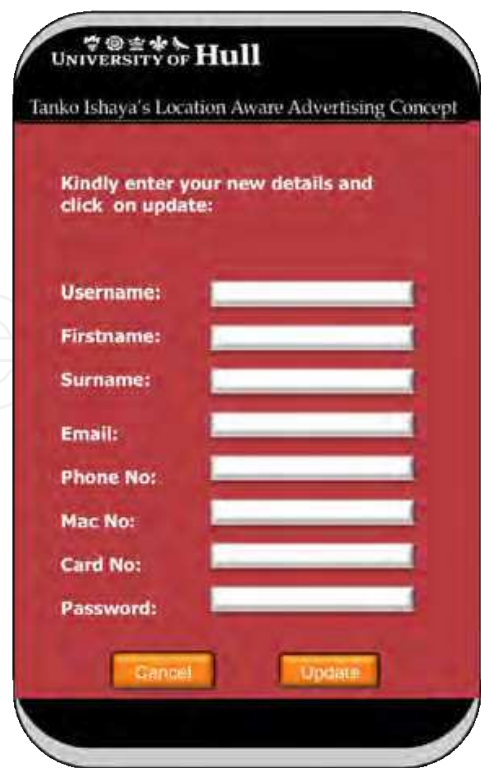 UNIVERSITY OF Hull
Tanko Ishaya's Location Aware Advertising Concept
Kindly enter your new details and
click on update:
Username:
Firstname:
Surname:
Email:
Phone No:
Mac No:
Card No:
Password:
Cancel Update